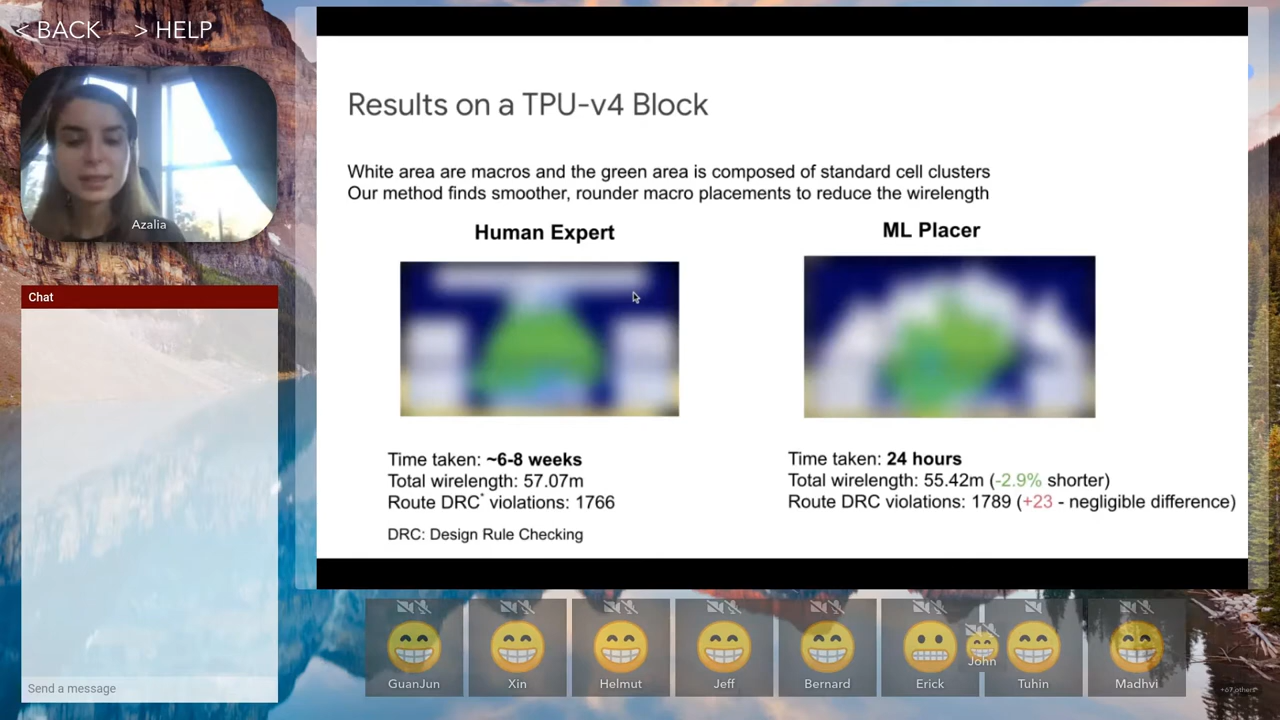 < BACK
> HELP
Azalia
Chat
Send a message
Results on a TPU-v4 Block
White area are macros and the green area is composed of standard cell clusters
Our method finds smoother, rounder macro placements to reduce the wirelength
Human Expert
Time taken: ~6-8 weeks
Total wirelength: 57.07m
Route DRC* violations: 1766
DRC: Design Rule Checking
ML Placer
Time taken: 24 hours
Total wirelength: 55.42m (-2.9% shorter)
Route DRC violations: 1789 (+23 - negligible difference)
GuanJun
Xin
Helmut
Jeff
Bernard
Erick
John
Tuhin
Madhvi
+67 others